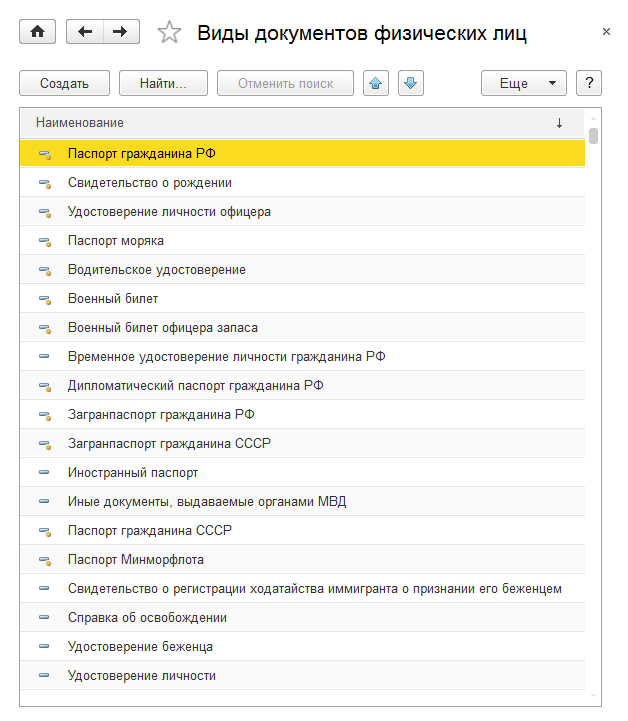 Виды документов физических лиц
×
Создать
Найти...
Отменить поиск
Еще
?
Наименование ↓
Паспорт гражданина РФ
Свидетельство о рождении
Удостоверение личности офицера
Паспорт моряка
Водительское удостоверение
Военный билет
Военный билет офицера запаса
Временное удостоверение личности гражданина РФ
Дипломатический паспорт гражданина РФ
Загранпаспорт гражданина РФ
Загранпаспорт гражданина СССР
Иностранный паспорт
Иные документы, выдаваемые органами МВД
Паспорт гражданина СССР
Паспорт Минморфлота
Свидетельство о регистрации ходатайства иммигранта о признании его беженцем
Справка об освобождении
Удостоверение беженца
Удостоверение личности